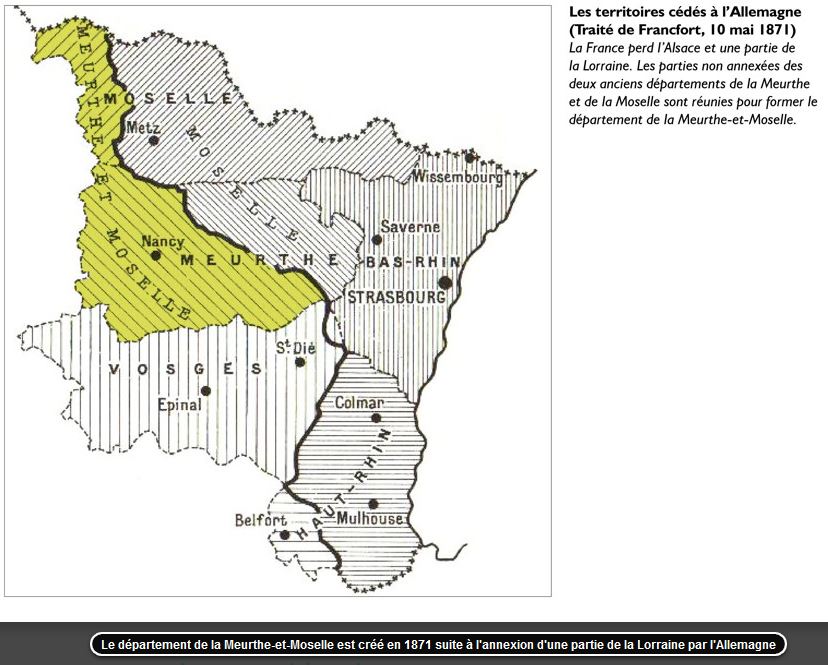 Les territoires cédés à l'Allemagne
(Traité de Francfort, 10 mai 1871)
La France perd l'Alsace et une partie de
la Lorraine. Les parties non annexées des
deux anciens départements de la Meurthe
et de la Moselle sont réunies pour former le
département de la Meurthe-et-Moselle.
MEURTHE ET MOSELLE
MOSELLE
Metz
MOSELLE
Wissembourg
Saverne
Nancy
MEURTHE
BAS-RHIN
STRASBOURG
St Dié
VOSGES
Epinal
Colmar
HAUT-RHIN
Belfort
Mulhouse
Le département de la Meurthe-et-Moselle est créé en 1871 suite à l'annexion d'une partie de la Lorraine par l'Allemagne